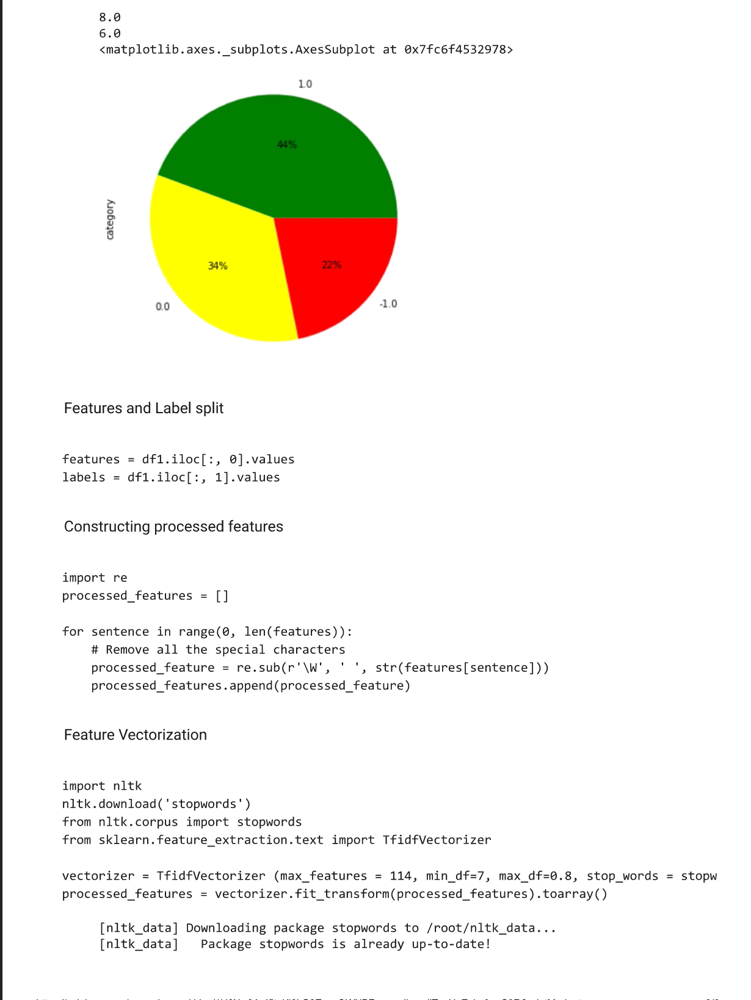 8.0
6.0
<matplotlib.axes._subplots.AxesSubplot at 0x7fc6f4532978>
1.0
44%
category
34%
22%
0.0
-1.0
Features and Label split
features = df1.iloc[:, 0].values
labels = df1.iloc[:, 1].values
Constructing processed features
import re
processed_features = []
for sentence in range(0, len(features)):
    # Remove all the special characters
    processed_feature = re.sub(r'\W', ' ', str(features[sentence]))
    processed_features.append(processed_feature)
Feature Vectorization
import nltk
nltk.download('stopwords')
from nltk.corpus import stopwords
from sklearn.feature_extraction.text import TfidfVectorizer
vectorizer = TfidfVectorizer (max_features = 114, min_df=7, max_df=0.8, stop_words = stopw
processed_features = vectorizer.fit_transform(processed_features).toarray()
[nltk_data] Downloading package stopwords to /root/nltk_data...
[nltk_data]   Package stopwords is already up-to-date!